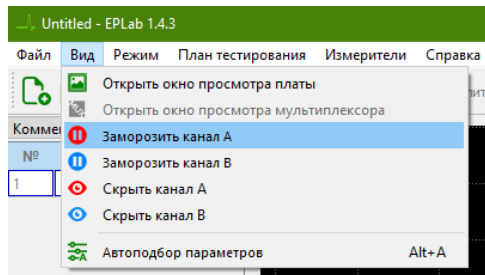 Untitled - EPLab 1.4.3
Файл Вид Режим План тестирования Измерители Справка
Открыть окно просмотра платы
Открыть окно просмотра мультиплексора
Заморозить канал A
Заморозить канал B
№
1
Скрыть канал A
Скрыть канал B
Автоподбор параметров Alt+A